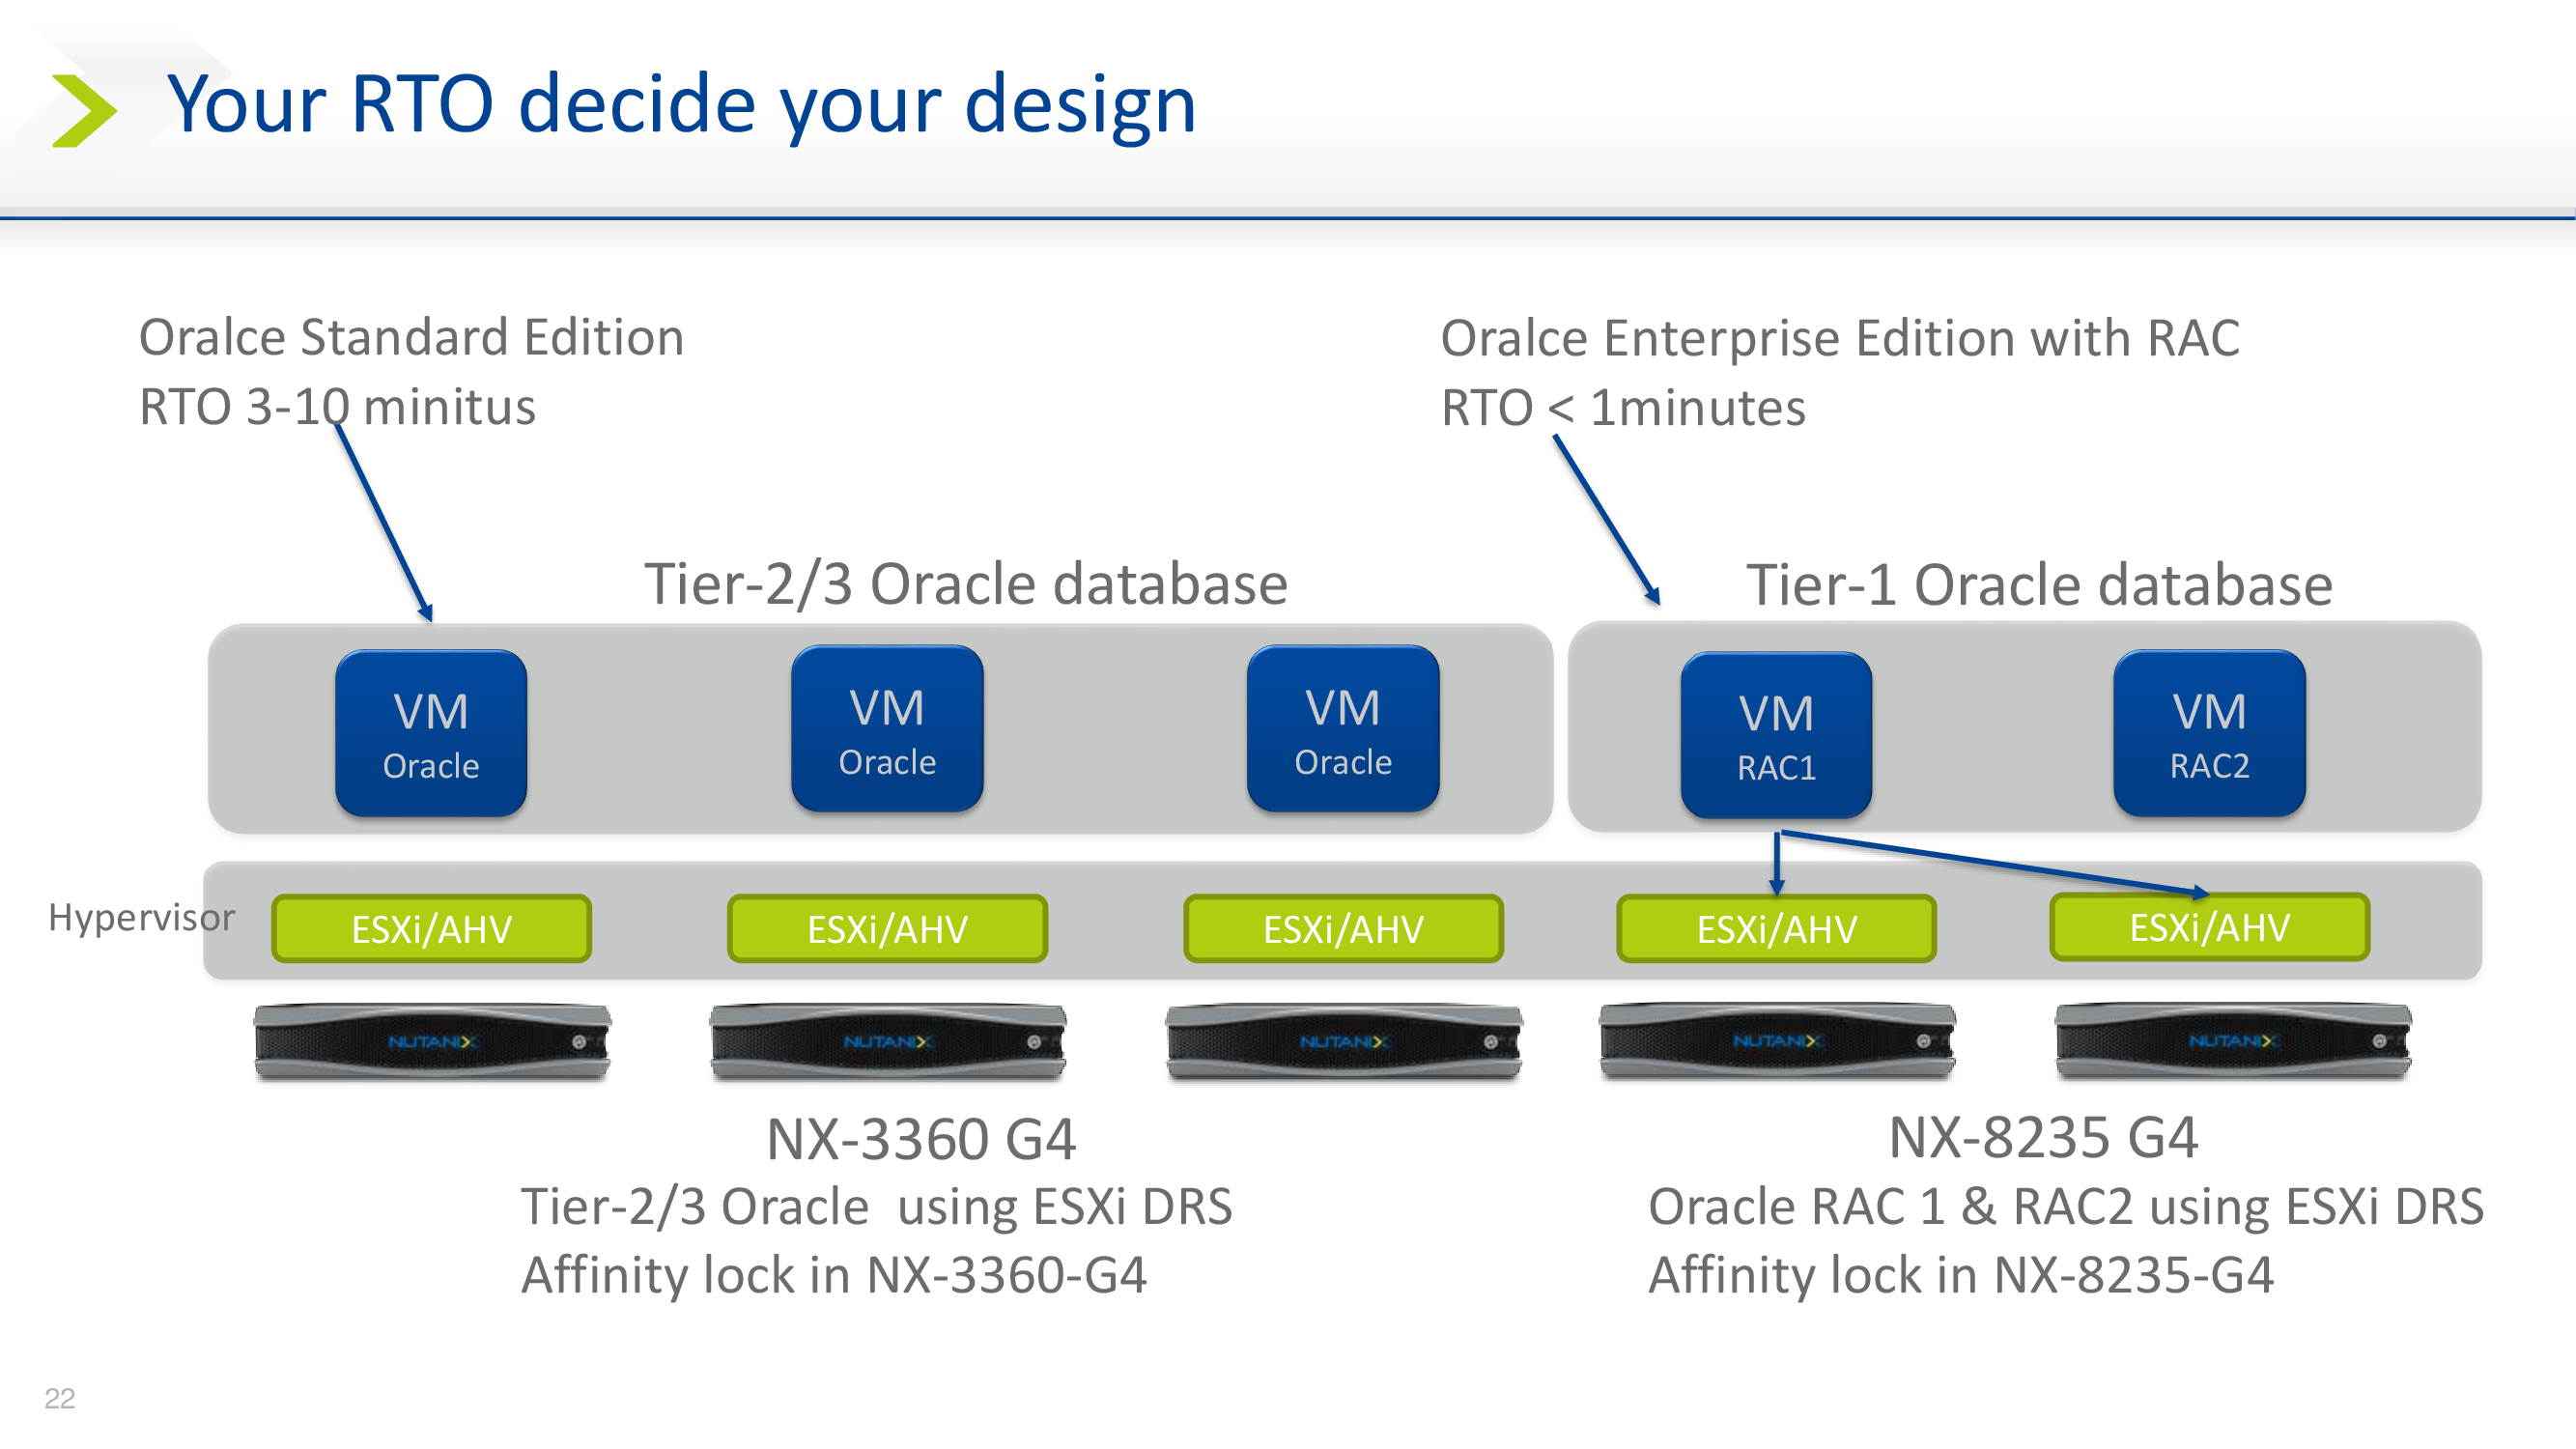 Your RTO decide your design
Oralce Standard Edition
RTO 3-10 minitus
Oralce Enterprise Edition with RAC
RTO < 1minutes
Tier-2/3 Oracle database
Tier-1 Oracle database
VM
Oracle
VM
Oracle
VM
Oracle
VM
RAC1
VM
RAC2
Hypervisor
ESXi/AHV
ESXi/AHV
ESXi/AHV
ESXi/AHV
ESXi/AHV
NUTANIX
NUTANIX
NUTANIX
NUTANIX
NUTANIX
NX-3360 G4
Tier-2/3 Oracle  using ESXi DRS
Affinity lock in NX-3360-G4
NX-8235 G4
Oracle RAC 1 & RAC2 using ESXi DRS
Affinity lock in NX-8235-G4
22